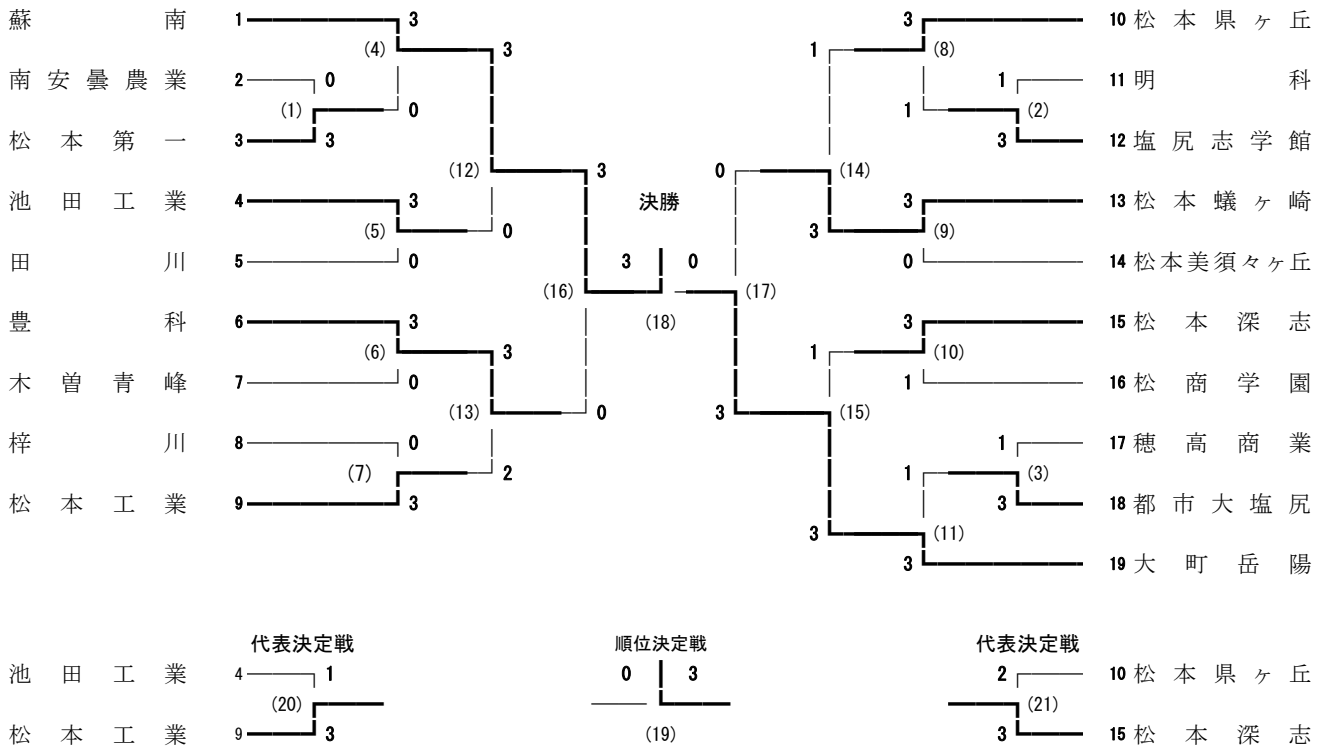 蘇南 1 3 3 10 松本県ヶ丘
(4) 3 1 (8)
南安曇農業 2 0 1 11 明科
(1) 0 1 (2)
松本第一 3 3 3 12 塩尻志学館
(12) 3 0 (14)
池田工業 4 3 決勝 3 13 松本蟻ヶ崎
(5) 0 3 (9)
田川 5 0 3 0 0 14 松本美須々ヶ丘
(16) (17)
豊科 6 3 (18) 3 15 松本深志
(6) 3 1 (10)
木曽青峰 7 0 1 16 松商学園
(13) 0 3 (15)
梓川 8 0 1 17 穂高商業
(7) 2 1 (3)
松本工業 9 3 3 18 都市大塩尻
3 (11)
3 19 大町岳陽
代表決定戦 順位決定戦 代表決定戦
池田工業 4 1 0 3 2 10 松本県ヶ丘
(20) (21)
松本工業 9 3 (19) 3 15 松本深志